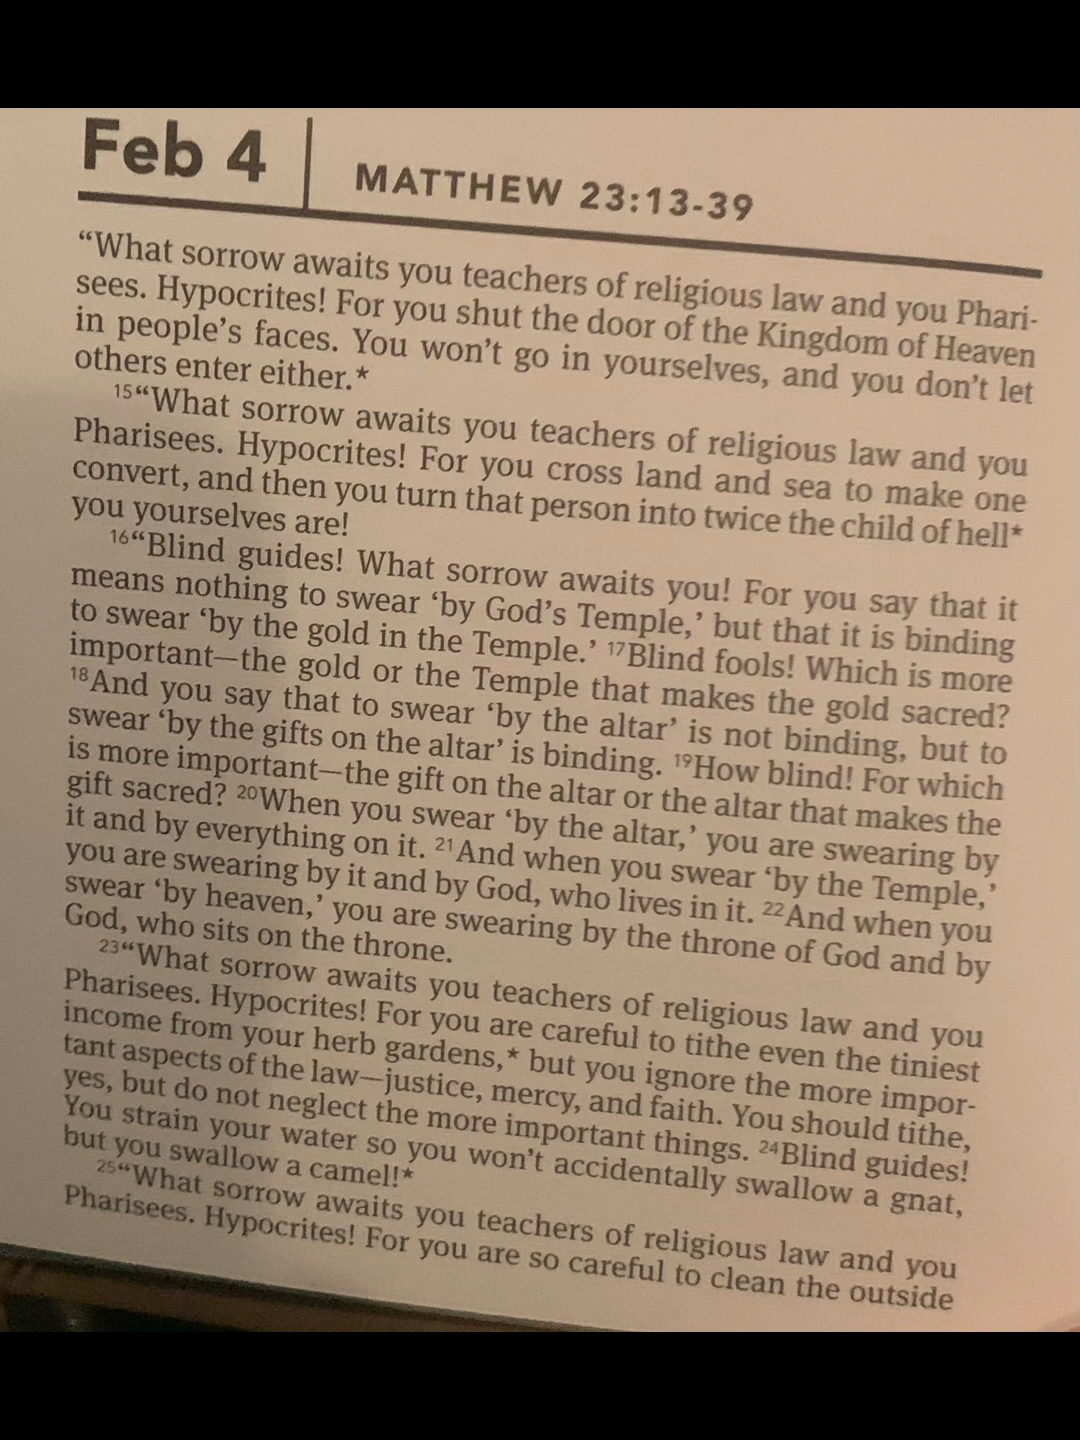 Feb 4
MATTHEW 23:13-39
“What sorrow awaits you teachers of religious law and you Phari-
sees. Hypocrites! For you shut the door of the Kingdom of Heaven
in people’s faces. You won’t go in yourselves, and you don’t let
others enter either.*
15“What sorrow awaits you teachers of religious law and you
Pharisees. Hypocrites! For you cross land and sea to make one
convert, and then you turn that person into twice the child of hell*
you yourselves are!
16“Blind guides! What sorrow awaits you! For you say that it
means nothing to swear ‘by God’s Temple,’ but that it is binding
to swear ‘by the gold in the Temple.’ 17Blind fools! Which is more
important—the gold or the Temple that makes the gold sacred?
18And you say that to swear ‘by the altar’ is not binding, but to
swear ‘by the gifts on the altar’ is binding. 19How blind! For which
is more important—the gift on the altar or the altar that makes the
gift sacred? 20When you swear ‘by the altar,’ you are swearing by
it and by everything on it. 21And when you swear ‘by the Temple,’
you are swearing by it and by God, who lives in it. 22And when you
swear ‘by heaven,’ you are swearing by the throne of God and by
God, who sits on the throne.
23“What sorrow awaits you teachers of religious law and you
Pharisees. Hypocrites! For you are careful to tithe even the tiniest
income from your herb gardens,* but you ignore the more impor-
tant aspects of the law—justice, mercy, and faith. You should tithe,
yes, but do not neglect the more important things. 24Blind guides!
You strain your water so you won’t accidentally swallow a gnat,
but you swallow a camel!*
25“What sorrow awaits you teachers of religious law and you
Pharisees. Hypocrites! For you are so careful to clean the outside